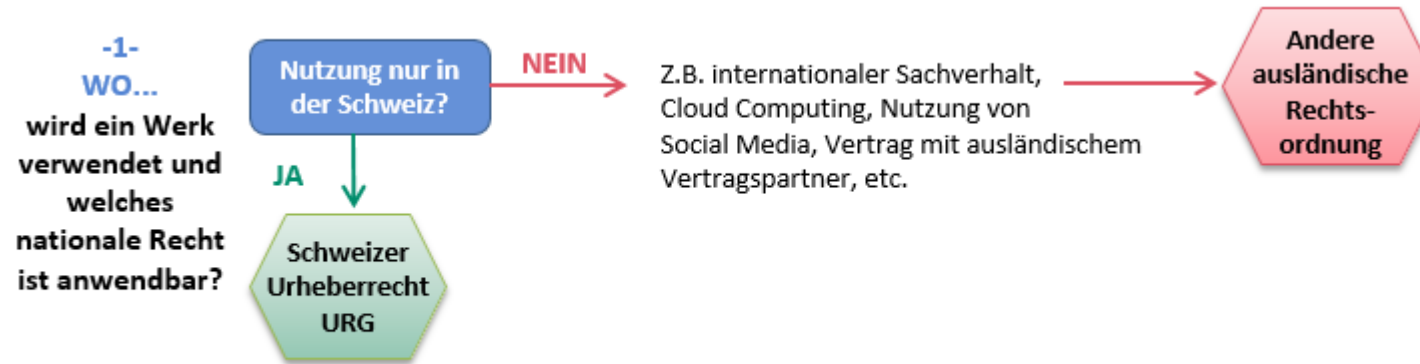 -1-
WO...
wird ein Werk
verwendet und
welches
nationale Recht
ist anwendbar?
Nutzung nur in
der Schweiz?
NEIN
Z.B. internationaler Sachverhalt,
Cloud Computing, Nutzung von
Social Media, Vertrag mit ausländischem
Vertragspartner, etc.
Andere
ausländische
Rechts-
ordnung
JA
Schweizer
Urheberrecht
URG